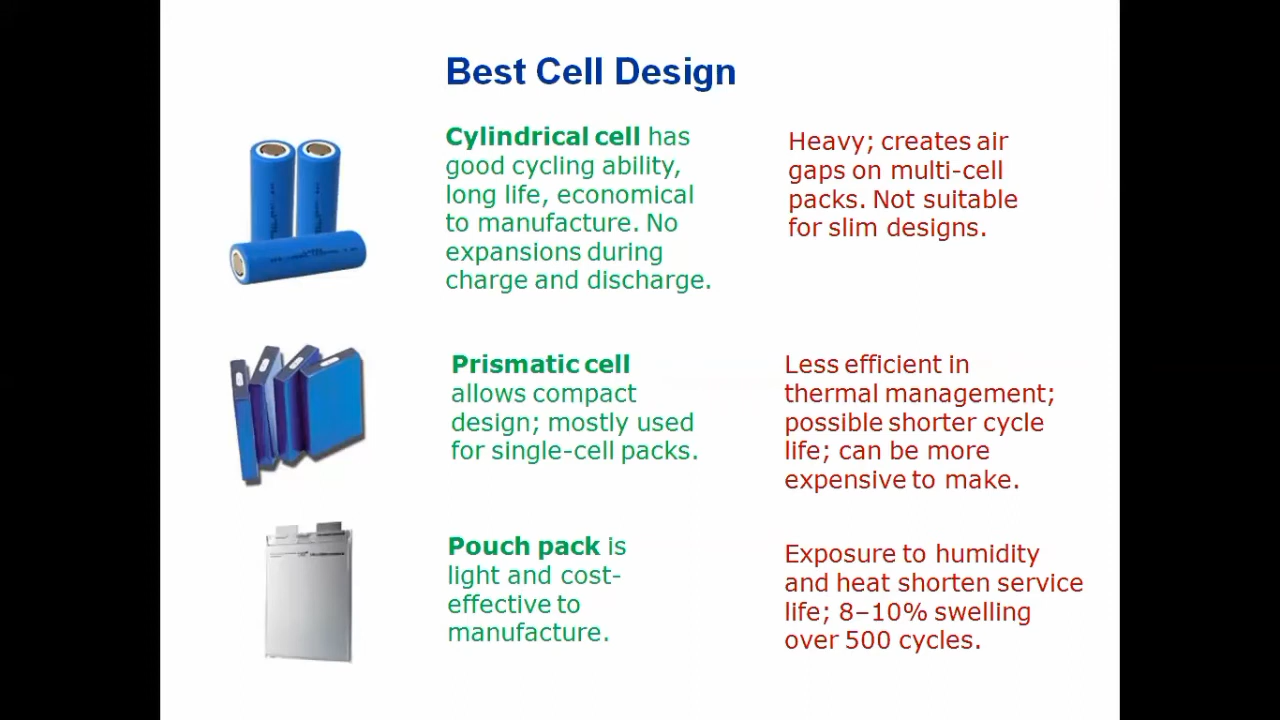 Best Cell Design
Cylindrical cell has
good cycling ability,
long life, economical
to manufacture. No
expansions during
charge and discharge.
Heavy; creates air
gaps on multi-cell
packs. Not suitable
for slim designs.
Prismatic cell
allows compact
design; mostly used
for single-cell packs.
Less efficient in
thermal management;
possible shorter cycle
life; can be more
expensive to make.
Pouch pack is
light and cost-
effective to
manufacture.
Exposure to humidity
and heat shorten service
life; 8–10% swelling
over 500 cycles.